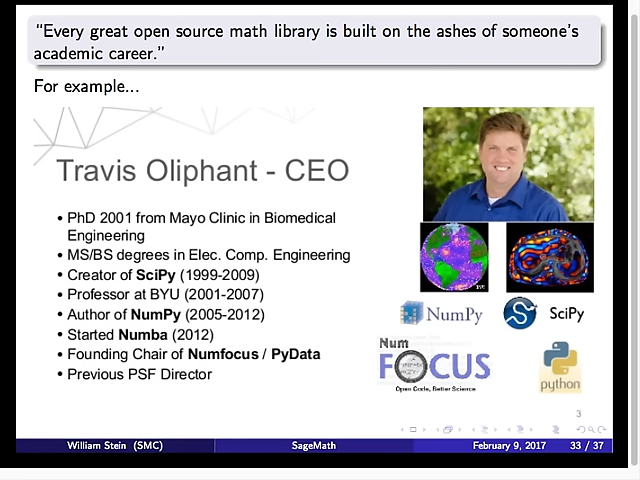 “Every great open source math library is built on the ashes of someone’s
academic career.”
For example...
Travis Oliphant - CEO
• PhD 2001 from Mayo Clinic in Biomedical
Engineering
• MS/BS degrees in Elec. Comp. Engineering
• Creator of SciPy (1999-2009)
• Professor at BYU (2001-2007)
• Author of NumPy (2005-2012)
• Started Numba (2012)
• Founding Chair of Numfocus / PyData
• Previous PSF Director
NumPy
SciPy
Num
FOCUS
Open Code, Better Science
python
3
William Stein (SMC)
SageMath
February 9, 2017
33 / 37